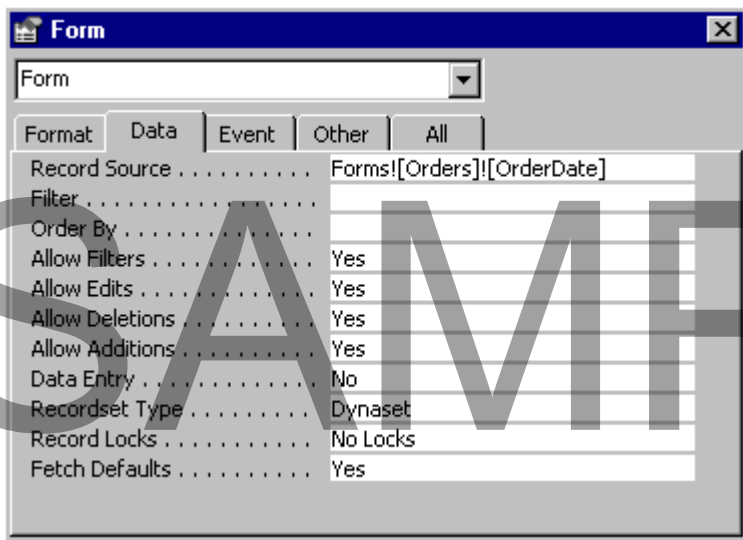 Form
Form
Format Data Event Other All
Record Source . . . . . . . . . . . Forms![Orders]![OrderDate]
Filter . . . . . . . . . . . . . . . . . .
Order By . . . . . . . . . . . . . . .
Allow Filters . . . . . . . . . . . . Yes
Allow Edits . . . . . . . . . . . . . Yes
Allow Deletions . . . . . . . . . . Yes
Allow Additions . . . . . . . . . . Yes
Data Entry . . . . . . . . . . . . . No
Recordset Type . . . . . . . . . Dynaset
Record Locks . . . . . . . . . . . No Locks
Fetch Defaults . . . . . . . . . . Yes